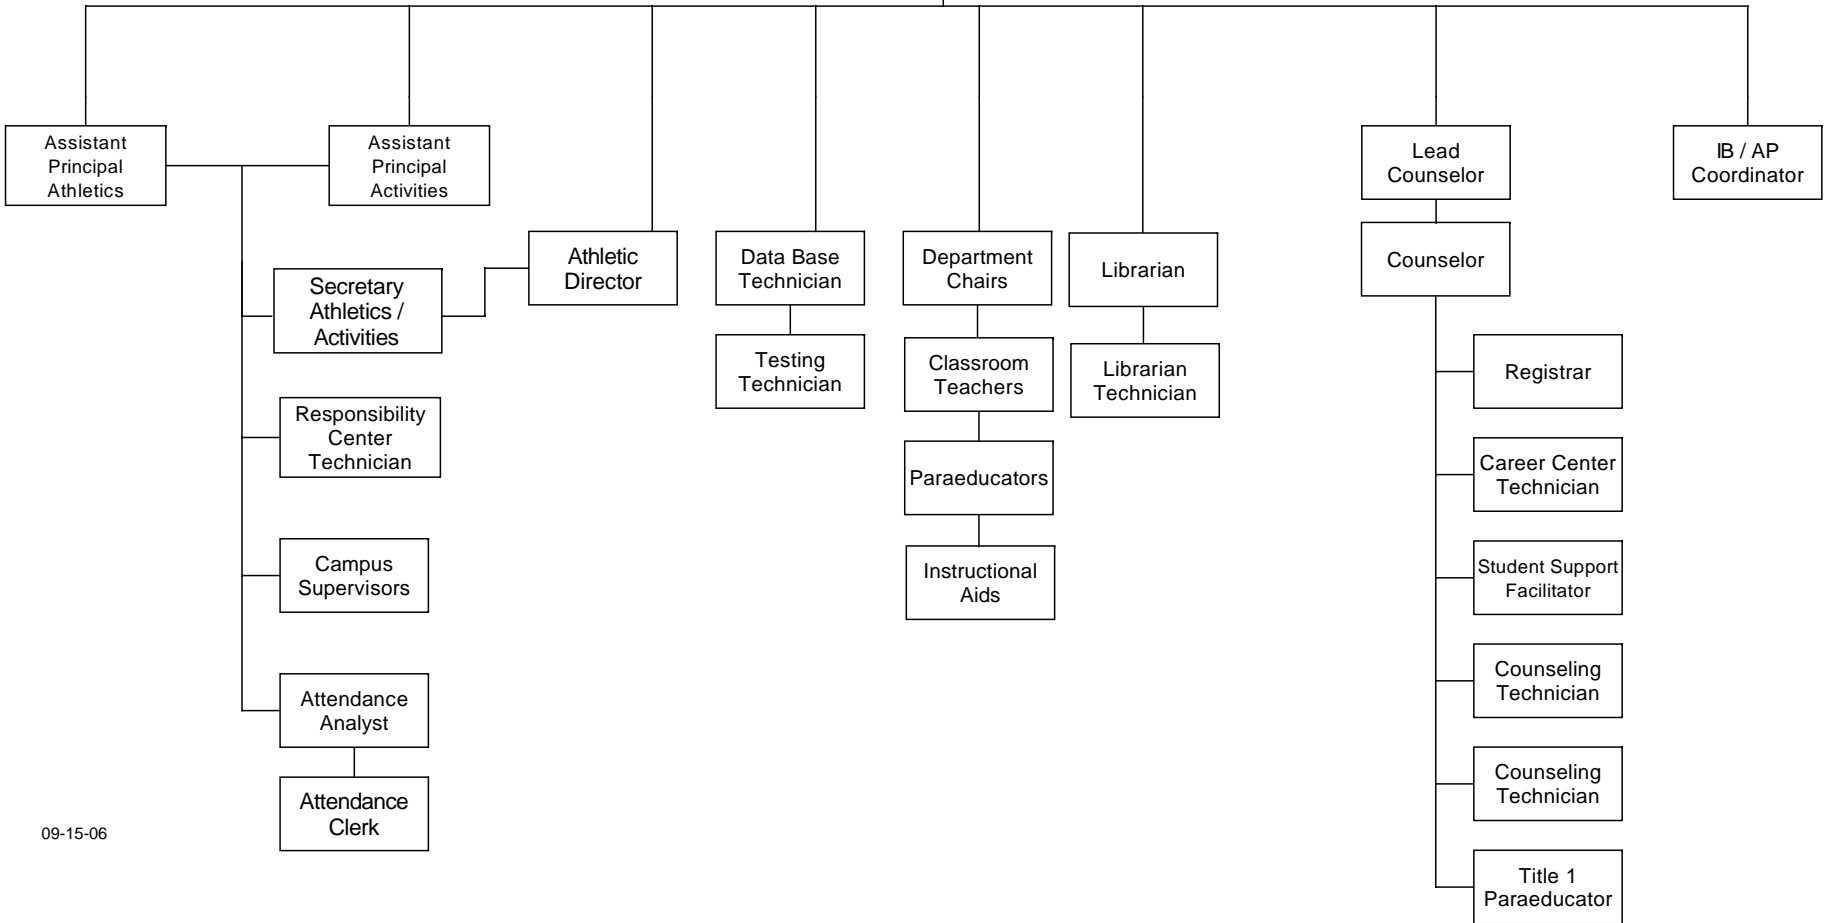 Assistant
Principal
Athletics
Assistant
Principal
Activities
Lead
Counselor
IB / AP
Coordinator
Athletic
Director
Data Base
Technician
Department
Chairs
Librarian
Counselor
Secretary
Athletics /
Activities
Testing
Technician
Classroom
Teachers
Librarian
Technician
Registrar
Responsibility
Center
Technician
Paraeducators
Career Center
Technician
Campus
Supervisors
Instructional
Aids
Student Support
Facilitator
Attendance
Analyst
Counseling
Technician
Attendance
Clerk
Counseling
Technician
09-15-06
Title 1
Paraeducator